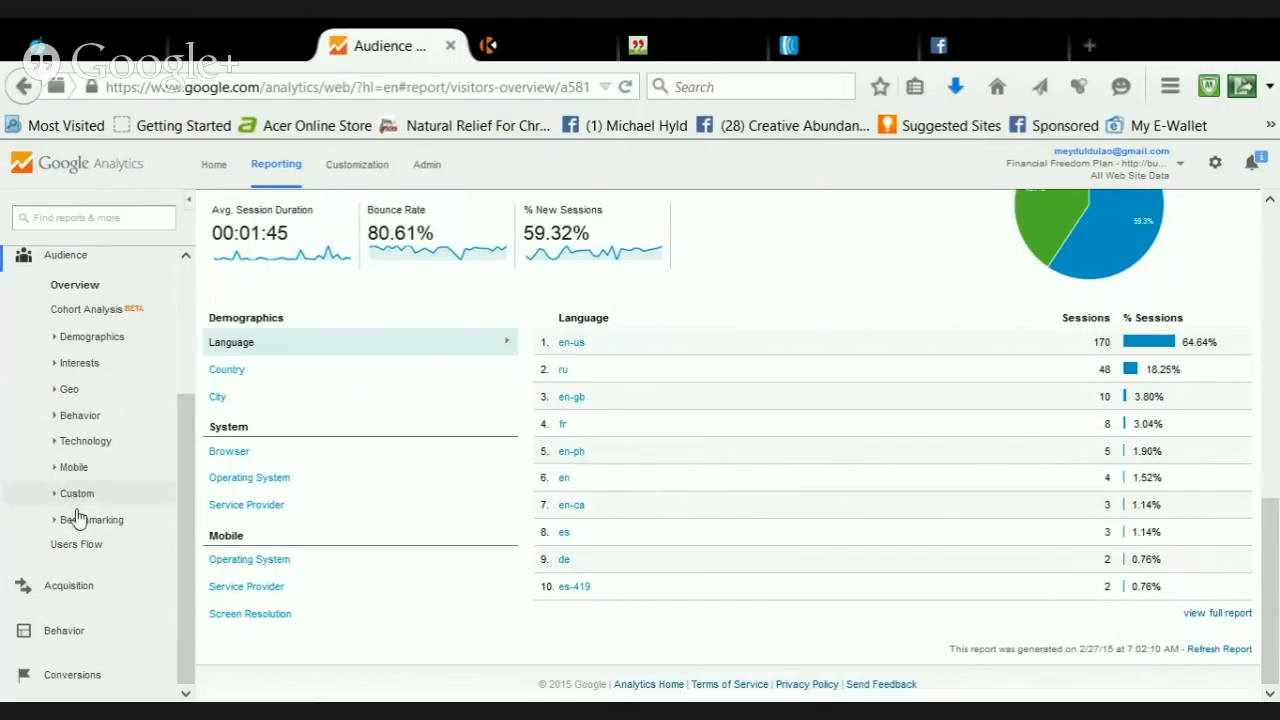 Google+
Audience ...
https://www.google.com/analytics/web/?hl=en#report/visitors-overview/a581
Search
Most Visited
Getting Started
Acer Online Store
Natural Relief For Chr...
(1) Michael Hyld
(28) Creative Abundan...
Suggested Sites
Sponsored
My E-Wallet
Google Analytics
Home
Reporting
Customization
Admin
meyduldulao@gmail.com
Financial Freedom Plan - http://bu...
All Web Site Data
1
Find reports & more
Audience
Overview
Cohort Analysis BETA
Demographics
Interests
Geo
Behavior
Technology
Mobile
Custom
Benchmarking
Users Flow
Acquisition
Behavior
Conversions
Avg. Session Duration
00:01:45
Bounce Rate
80.61%
% New Sessions
59.32%
59.3%
Demographics
Language
Country
City
System
Browser
Operating System
Service Provider
Mobile
Operating System
Service Provider
Screen Resolution
Language Sessions % Sessions
1. en-us 170 64.64%
2. ru 48 18.25%
3. en-gb 10 3.80%
4. fr 8 3.04%
5. en-ph 5 1.90%
6. en 4 1.52%
7. en-ca 3 1.14%
8. es 3 1.14%
9. de 2 0.76%
10. es-419 2 0.76%
view full report
This report was generated on 2/27/15 at 7:02:10 AM - Refresh Report
© 2015 Google | Analytics Home | Terms of Service | Privacy Policy | Send Feedback